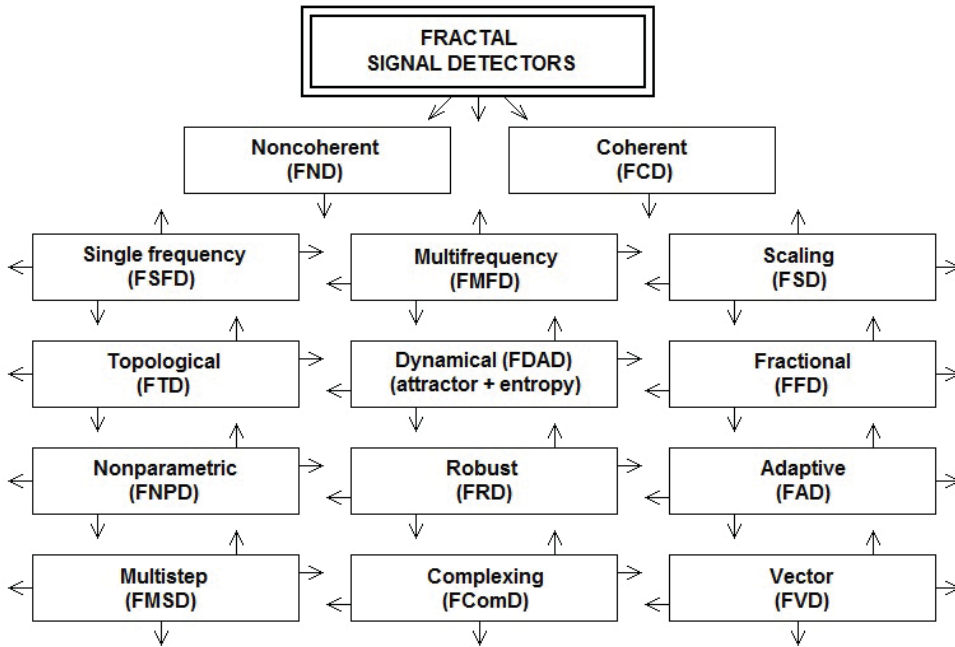 FRACTAL
SIGNAL DETECTORS
Noncoherent
(FND)
Coherent
(FCD)
Single frequency
(FSFD)
Multifrequency
(FMFD)
Scaling
(FSD)
Topological
(FTD)
Dynamical (FDAD)
(attractor + entropy)
Fractional
(FFD)
Nonparametric
(FNPD)
Robust
(FRD)
Adaptive
(FAD)
Multistep
(FMSD)
Complexing
(FComD)
Vector
(FVD)